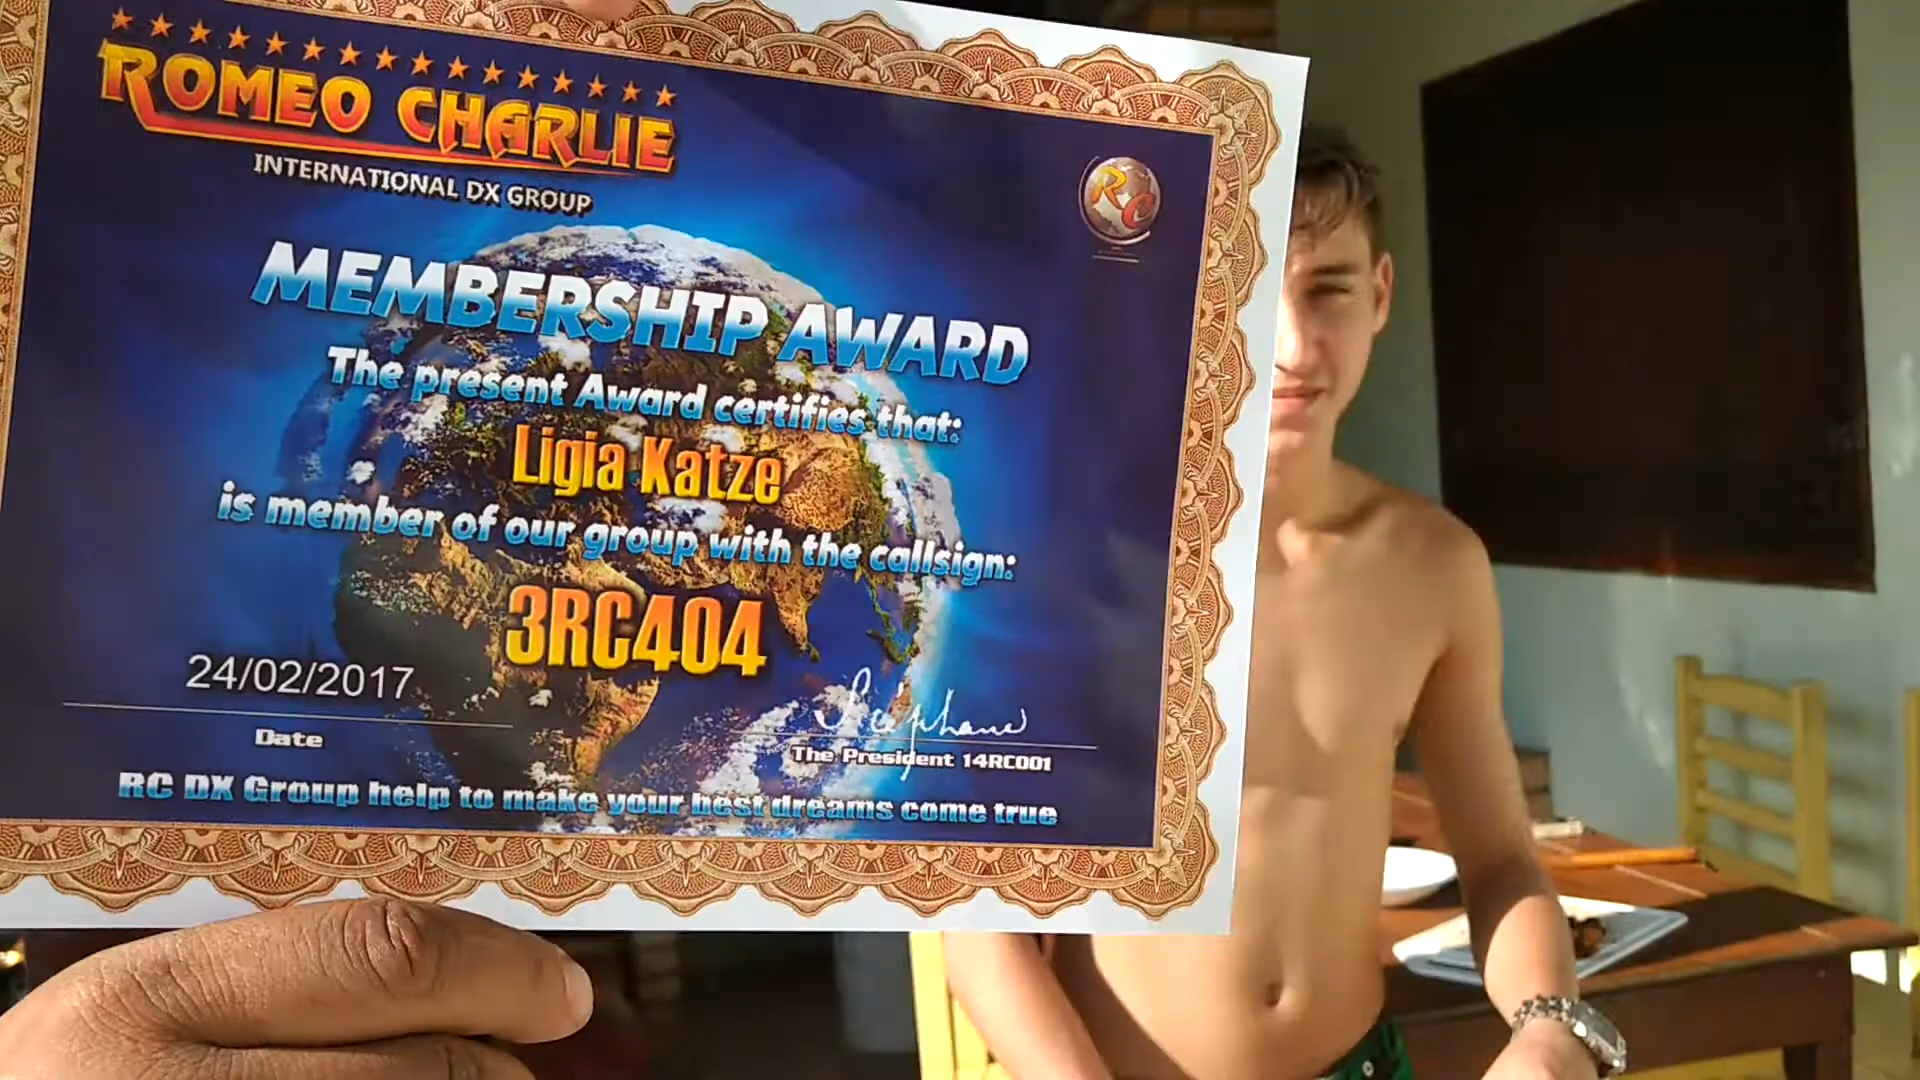 ROMEO CHARLIE
INTERNATIONAL DX GROUP
RC
MEMBERSHIP AWARD
The present Award certifies that:
Ligia Katze
is member of our group with the callsign:
3RC404
24/02/2017
Stephane
Date
The President 14RC001
RC DX Group help to make your best dreams come true